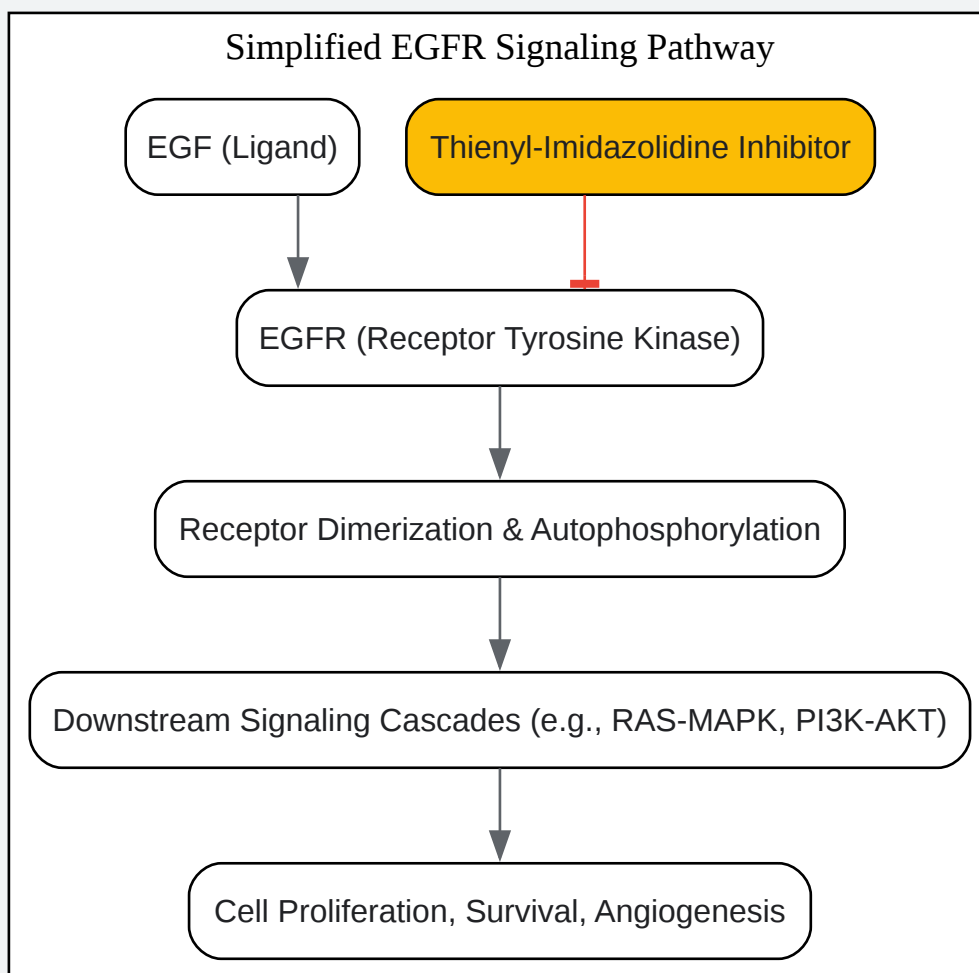 Simplified EGFR Signaling Pathway
EGF (Ligand)
Thienyl-Imidazolidine Inhibitor
EGFR (Receptor Tyrosine Kinase)
Receptor Dimerization & Autophosphorylation
Downstream Signaling Cascades (e.g., RAS-MAPK, PI3K-AKT)
Cell Proliferation, Survival, Angiogenesis